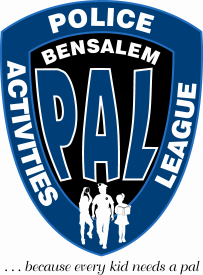 POLICE
BENSALEM
PAL
ACTIVITIES
LEAGUE
... because every kid needs a pal